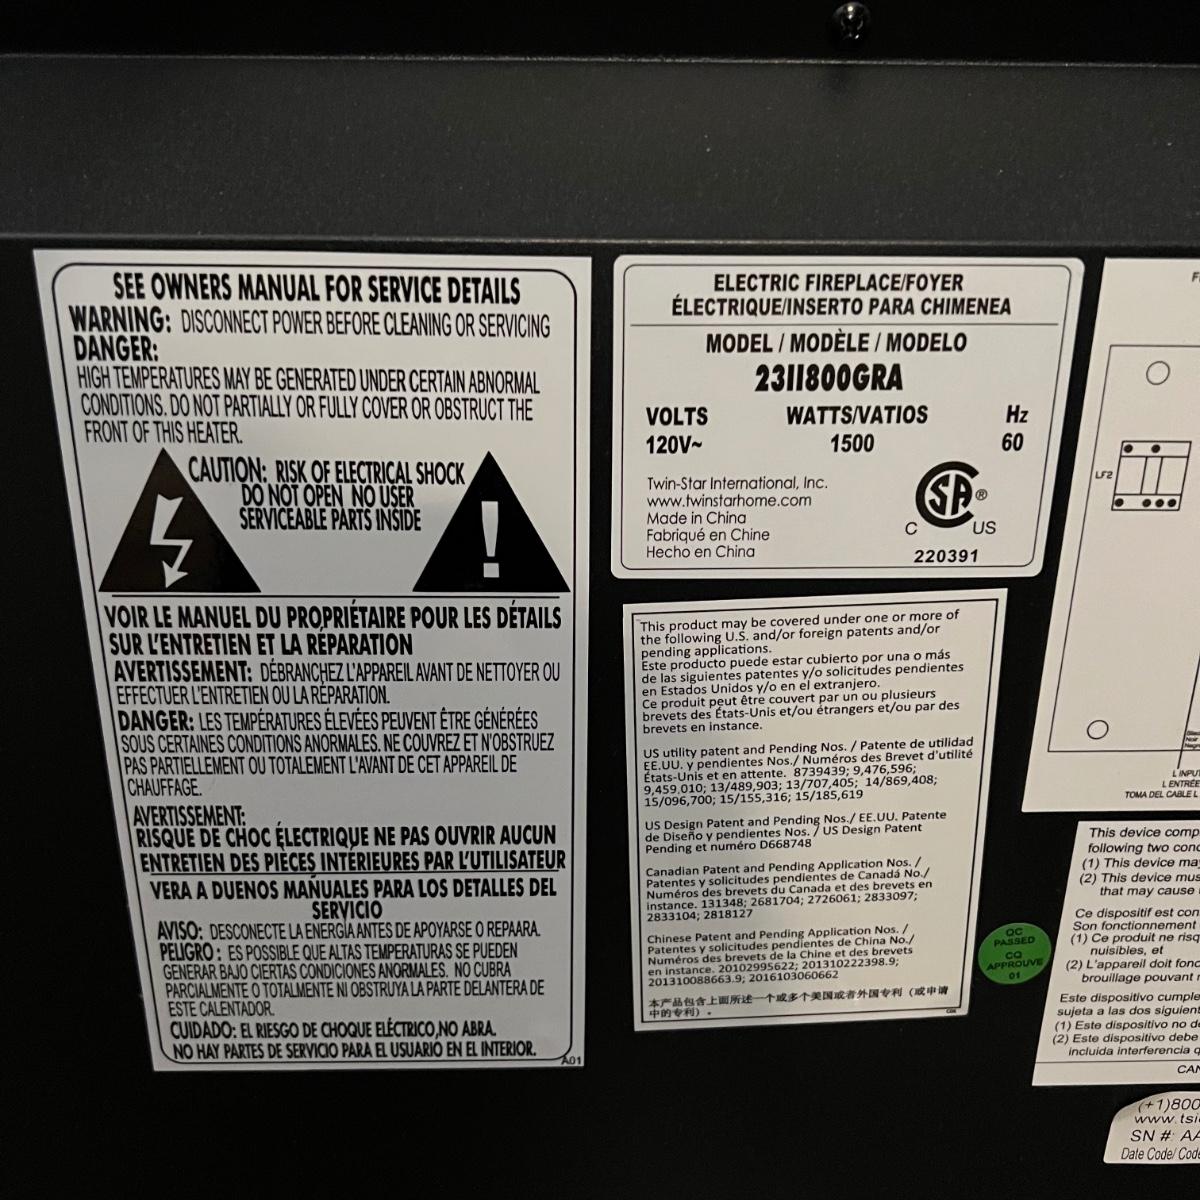 SEE OWNERS MANUAL FOR SERVICE DETAILS
WARNING: DISCONNECT POWER BEFORE CLEANING OR SERVICING
DANGER:
HIGH TEMPERATURES MAY BE GENERATED UNDER CERTAIN ABNORMAL
CONDITIONS. DO NOT PARTIALLY OR FULLY COVER OR OBSTRUCT THE
FRONT OF THIS HEATER.
CAUTION: RISK OF ELECTRICAL SHOCK
DO NOT OPEN NO USER
SERVICEABLE PARTS INSIDE
VOIR LE MANUEL DU PROPRIÉTAIRE POUR LES DÉTAILS
SUR L'ENTRETIEN ET LA RÉPARATION
AVERTISSEMENT: DÉBRANCHEZ L'APPAREIL AVANT DE NETTOYER OU
EFFECTUER L'ENTRETIEN OU LA RÉPARATION.
DANGER: LES TEMPÉRATURES ÉLEVÉES PEUVENT ÊTRE GÉNÉRÉES
SOUS CERTAINES CONDITIONS ANORMALES. NE COUVREZ ET N'OBSTRUEZ
PAS PARTIELLEMENT OU TOTALEMENT L'AVANT DE CET APPAREIL DE
CHAUFFAGE.
AVERTISSEMENT:
RISQUE DE CHOC ÉLECTRIQUE NE PAS OUVRIR AUCUN
ENTRETIEN DES PIÈCES INTÉRIEURES PAR L'UTILISATEUR
VERA A DUENOS MAÑUALES PARA LOS DETALLES DEL
SERVICIO
AVISO: DESCONECTE LA ENERGÍA ANTES DE APOYARSE O REPAARA.
PELIGRO : ES POSSIBLE QUE ALTAS TEMPERATURAS SE PUEDEN
GENERAR BAJO CIERTAS CONDICIONES ANORMALES. NO CUBRA
PARCIALMENTE O TOTALMENTE NI OBSTRUYA LA PARTE DELANTERA DE
ESTE CALENTADOR.
CUIDADO: EL RIESGO DE CHOQUE ELÉCTRICO,NO ABRA.
NO HAY PARTES DE SERVICIO PARA EL USUARIO EN EL INTERIOR.
A01
ELECTRIC FIREPLACE/FOYER
ÉLECTRIQUE/INSERTO PARA CHIMENEA
MODEL / MODÈLE / MODELO
23II800GRA
VOLTS WATTS/VATIOS Hz
120V~ 1500 60
Twin-Star International, Inc.
www.twinstarhome.com
Made in China
Fabriqué en Chine
Hecho en China
SA ®
C US
220391
This product may be covered under one or more of
the following U.S. and/or foreign patents and/or
pending applications.
Este producto puede estar cubierto por una o más
de las siguientes patentes y/o solicitudes pendientes
en Estados Unidos y/o en el extranjero.
Ce produit peut être couvert par un ou plusieurs
brevets des États-Unis et/ou étrangers et/ou par des
brevets en instance.
US utility patent and Pending Nos. / Patente de utilidad
EE.UU. y pendientes Nos./ Numéros des Brevet d'utilité
États-Unis et en attente. 8739439; 9,476,596;
9,459,010; 13/489,903; 13/707,405; 14/869,408;
15/096,700; 15/155,316; 15/185,619
US Design Patent and Pending Nos./ EE.UU. Patente
de Diseño y pendientes Nos. / US Design Patent
Pending et numéro D668748
Canadian Patent and Pending Application Nos. /
Patentes y solicitudes pendientes de Canadá No./
Numéros des brevets du Canada et des brevets en
instance. 131348; 2681704; 2726061; 2833097;
2833104; 2818127
Chinese Patent and Pending Application Nos. /
Patentes y solicitudes pendientes de China No./
Numéros des brevets de la Chine et des brevets
en instance. 20102995622; 201310222398.9;
201310088663.9; 2016103060662
本产品包含上面所述一个或多个美国或者外国专利（或申请
中的专利）.
QC
PASSED
CQ
APPROUVÉ
01
F
LF2
L INPU
L ENTRÉE
TOMA DEL CABLE L
This device comp
following two cond
(1) This device may
(2) This device mus
that may cause
Ce dispositif est con
Son fonctionnement
(1) Ce produit ne risq
nuisibles, et
(2) L'appareil doit fonc
brouillage pouvant
Este dispositivo cumple
sujeta a las dos siguient
(1) Este dispositivo no d
(2) Este dispositivo debe
incluida interferencia q
CAN
(+1)800
www.tsi
SN #: AA
Date Code/ Code